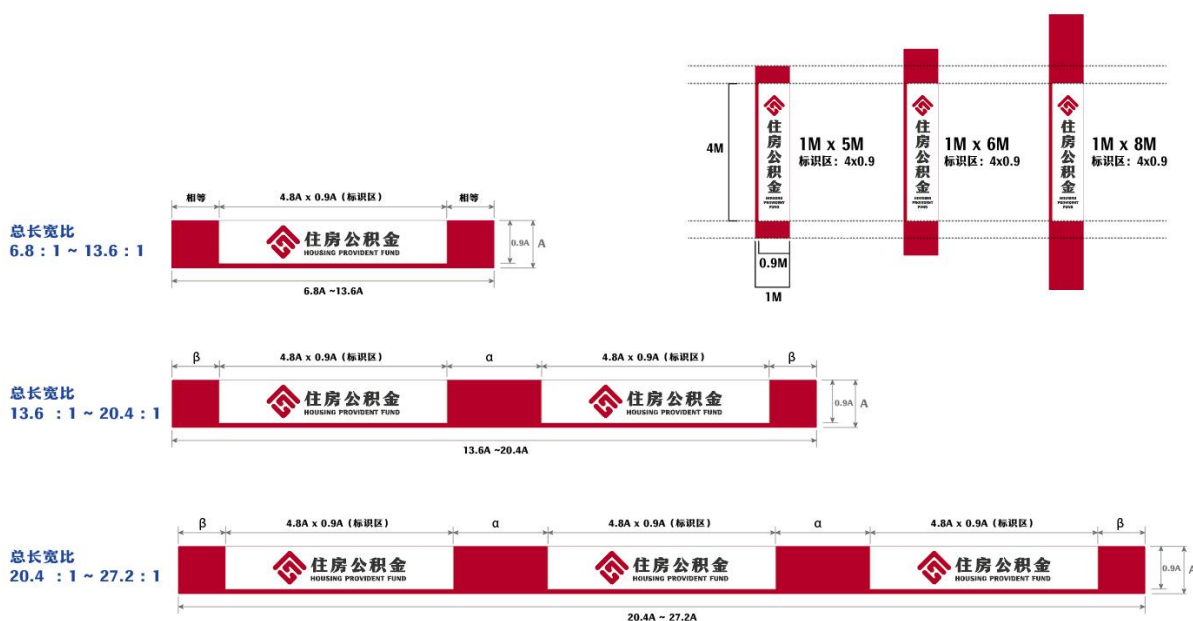 4M
住房公积金
HOUSING
PROVIDENT
FUND
1M x 5M
标识区：4x0.9
住房公积金
HOUSING
PROVIDENT
FUND
1M x 6M
标识区：4x0.9
住房公积金
HOUSING
PROVIDENT
FUND
1M x 8M
标识区：4x0.9
0.9M
1M
总长宽比
6.8：1 ~ 13.6：1
相等
4.8A x 0.9A（标识区）
相等
住房公积金
HOUSING PROVIDENT FUND
0.9A
A
6.8A ~13.6A
总长宽比
13.6 ：1 ~ 20.4：1
β
4.8A x 0.9A（标识区）
α
4.8A x 0.9A（标识区）
β
住房公积金
HOUSING PROVIDENT FUND
住房公积金
HOUSING PROVIDENT FUND
0.9A
A
13.6A ~20.4A
总长宽比
20.4 ：1 ~ 27.2：1
β
4.8A x 0.9A（标识区）
α
4.8A x 0.9A（标识区）
α
4.8A x 0.9A（标识区）
β
住房公积金
HOUSING PROVIDENT FUND
住房公积金
HOUSING PROVIDENT FUND
住房公积金
HOUSING PROVIDENT FUND
0.9A
A
20.4A ~ 27.2A